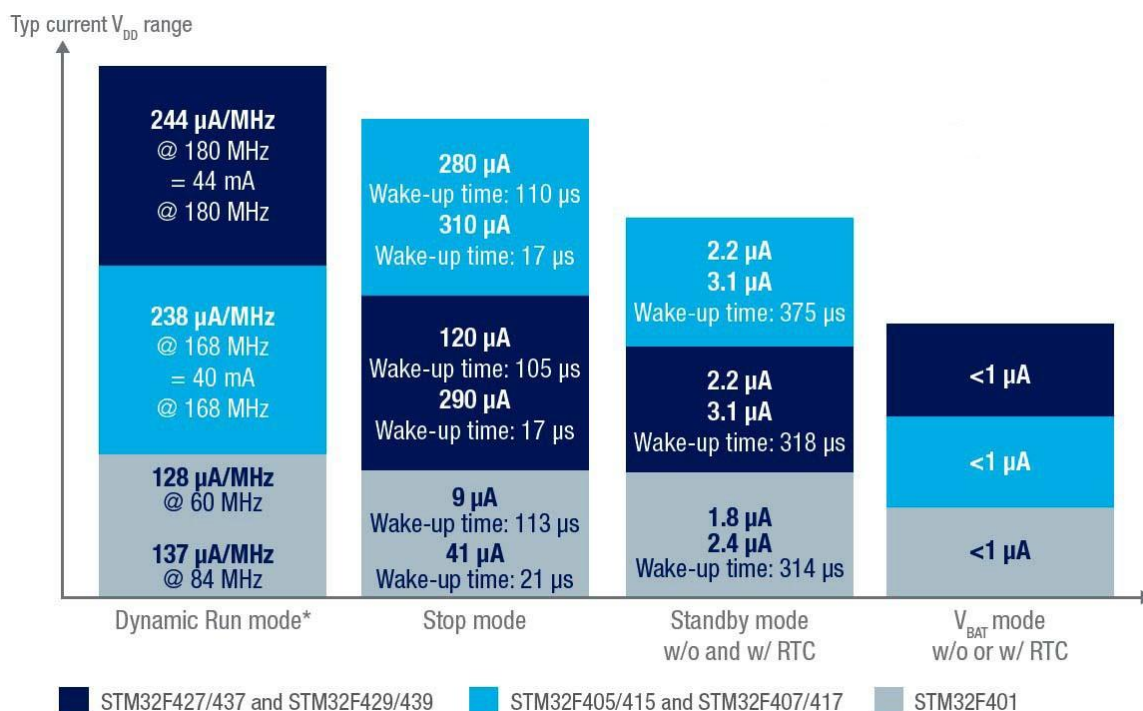 Typ current VDD range
244 µA/MHz
@ 180 MHz
= 44 mA
@ 180 MHz
238 µA/MHz
@ 168 MHz
= 40 mA
@ 168 MHz
128 µA/MHz
@ 60 MHz
137 µA/MHz
@ 84 MHz
Dynamic Run mode*
280 µA
Wake-up time: 110 µs
310 µA
Wake-up time: 17 µs
120 µA
Wake-up time: 105 µs
290 µA
Wake-up time: 17 µs
9 µA
Wake-up time: 113 µs
41 µA
Wake-up time: 21 µs
Stop mode
2.2 µA
3.1 µA
Wake-up time: 375 µs
2.2 µA
3.1 µA
Wake-up time: 318 µs
1.8 µA
2.4 µA
Wake-up time: 314 µs
Standby mode
w/o and w/ RTC
<1 µA
<1 µA
<1 µA
VBAT mode
w/o or w/ RTC
STM32F427/437 and STM32F429/439
STM32F405/415 and STM32F407/417
STM32F401